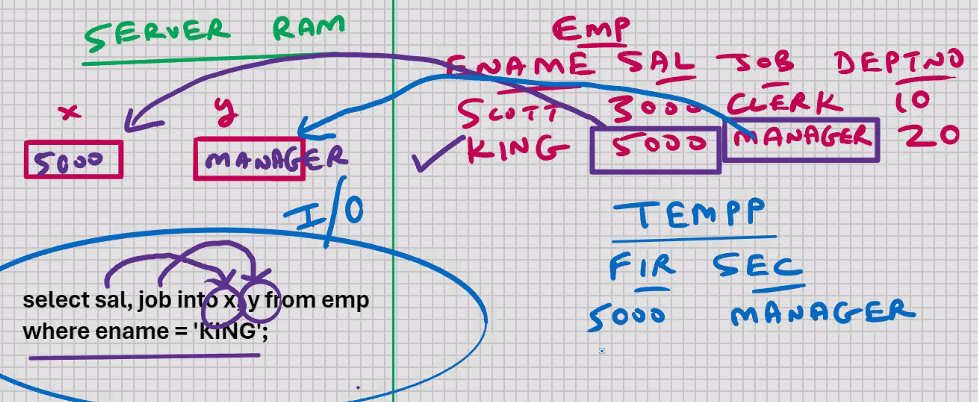 SERVER RAM
x y
5000 MANAGER
I/O
select sal, job into x, y from emp
where ename = 'KING';
EMP
ENAME SAL JOB DEPTNO
SCOTT 3000 CLERK 10
KING 5000 MANAGER 20
TEMPP
FIR SEC
5000 MANAGER